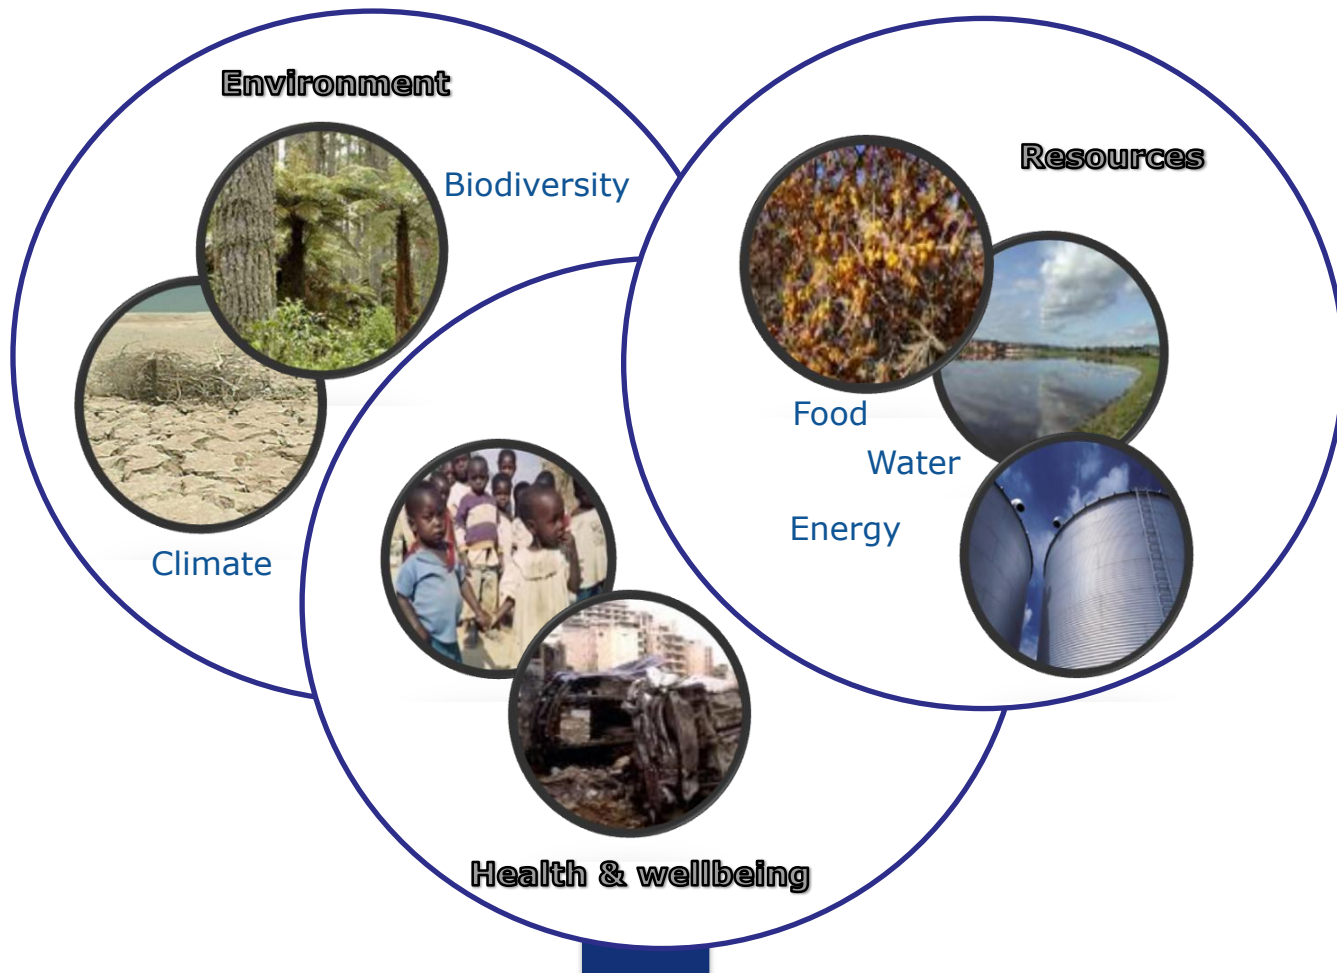 Environment
Biodiversity
Climate
Resources
Food
Water
Energy
Health & wellbeing